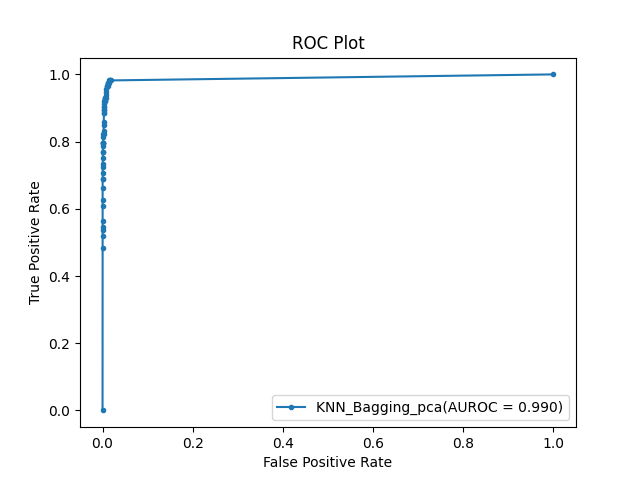 ROC Plot
1.0
0.8
0.6
0.4
0.2
0.0
True Positive Rate
KNN_Bagging_pca(AUROC = 0.990)
0.0 0.2 0.4 0.6 0.8 1.0
False Positive Rate